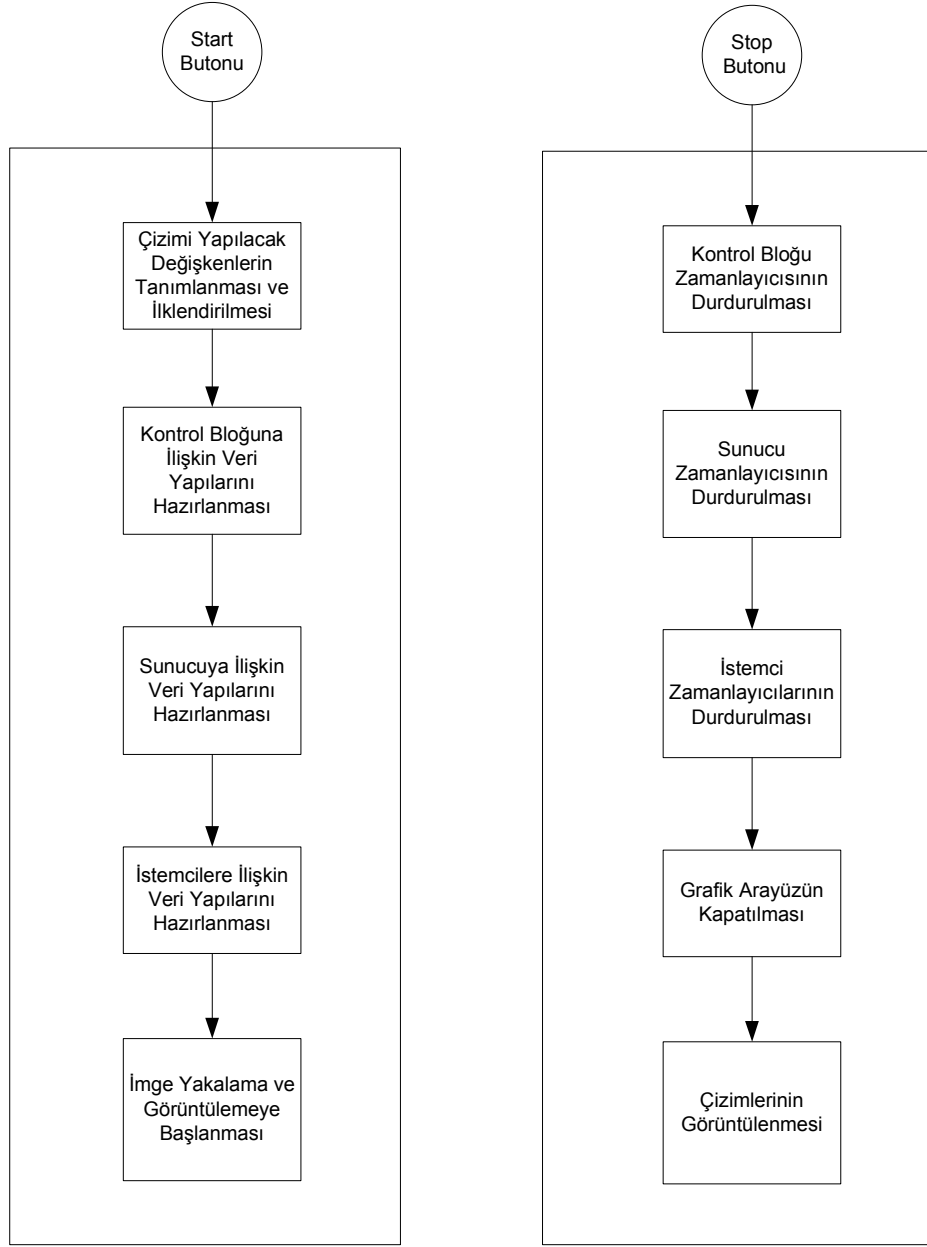 Start
Butonu
Çizimi Yapılacak
Değişkenlerin
Tanımlanması ve
İlklendirilmesi
Kontrol Bloğuna
İlişkin Veri
Yapılarını
Hazırlanması
Sunucuya İlişkin
Veri Yapılarını
Hazırlanması
İstemcilere İlişkin
Veri Yapılarını
Hazırlanması
İmge Yakalama ve
Görüntülemeye
Başlanması
Stop
Butonu
Kontrol Bloğu
Zamanlayıcısının
Durdurulması
Sunucu
Zamanlayıcısının
Durdurulması
İstemci
Zamanlayıcılarının
Durdurulması
Grafik Arayüzün
Kapatılması
Çizimlerinin
Görüntülenmesi